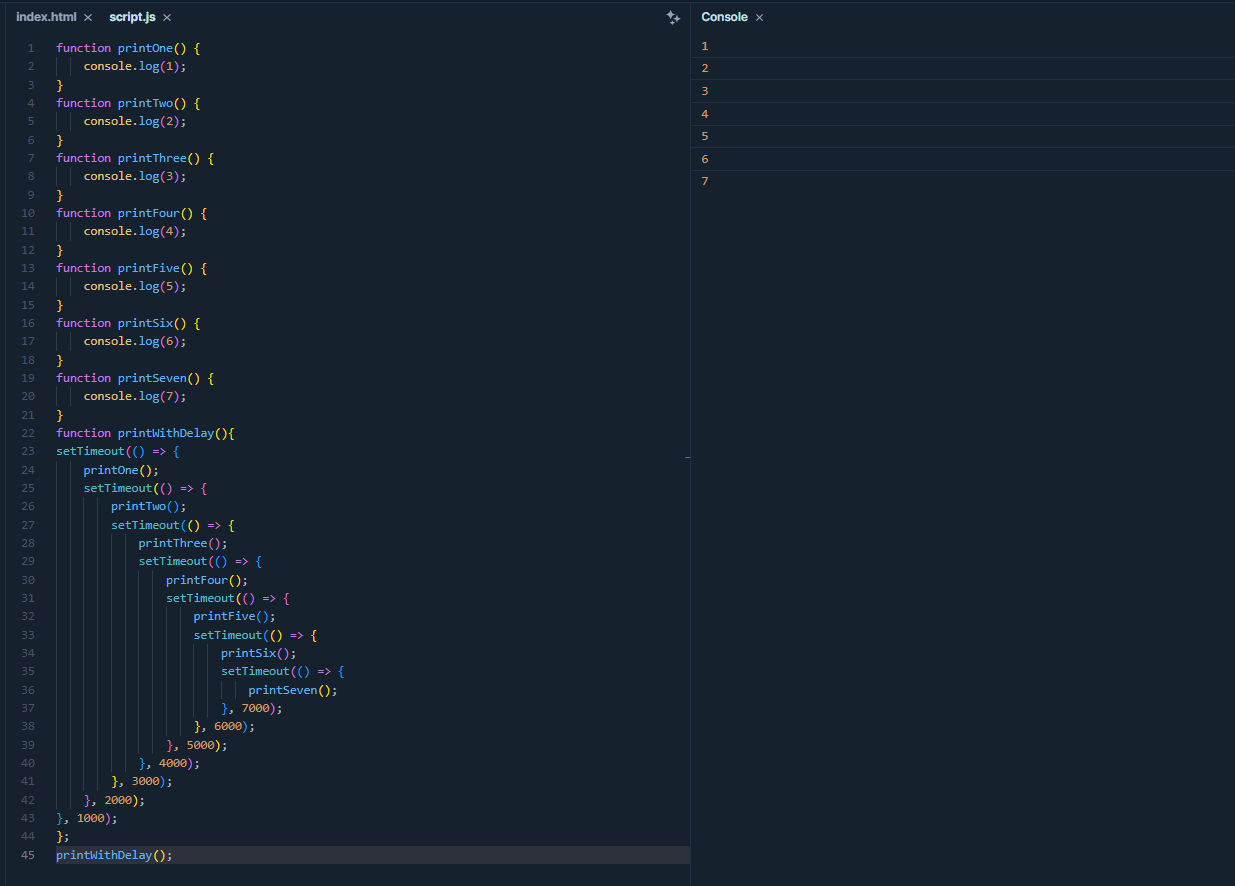 index.html × script.js ×
1 function printOne() {
2     console.log(1);
3 }
4 function printTwo() {
5     console.log(2);
6 }
7 function printThree() {
8     console.log(3);
9 }
10 function printFour() {
11     console.log(4);
12 }
13 function printFive() {
14     console.log(5);
15 }
16 function printSix() {
17     console.log(6);
18 }
19 function printSeven() {
20     console.log(7);
21 }
22 function printWithDelay(){
23 setTimeout(() => {
24     printOne();
25     setTimeout(() => {
26         printTwo();
27         setTimeout(() => {
28             printThree();
29             setTimeout(() => {
30                 printFour();
31                 setTimeout(() => {
32                     printFive();
33                     setTimeout(() => {
34                         printSix();
35                         setTimeout(() => {
36                             printSeven();
37                         }, 7000);
38                     }, 6000);
39                 }, 5000);
40             }, 4000);
41         }, 3000);
42     }, 2000);
43 }, 1000);
44 };
45 printWithDelay();
Console ×
1
2
3
4
5
6
7